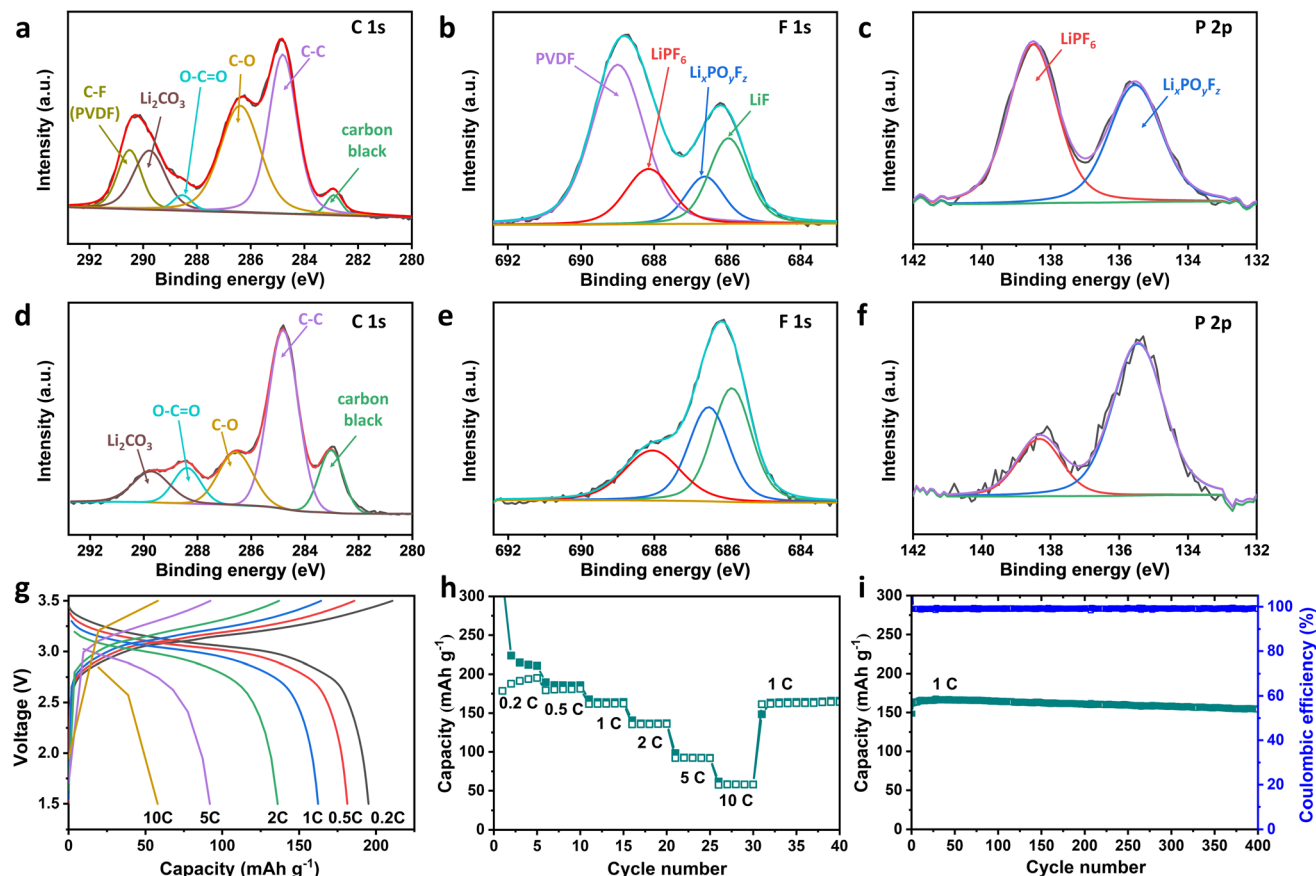 a
C 1s
C-C
C-O
O-C=O
Li₂CO₃
C-F
(PVDF)
carbon
black
Intensity (a.u.)
292 290 288 286 284 282 280
Binding energy (eV)
b
F 1s
PVDF
LiPF₆
LiₓPOᵧF_z
LiF
Intensity (a.u.)
692 690 688 686 684
Binding energy (eV)
c
P 2p
LiPF₆
LiₓPOᵧF_z
Intensity (a.u.)
142 140 138 136 134 132
Binding energy (eV)
d
C 1s
C-C
O-C=O
C-O
Li₂CO₃
carbon
black
Intensity (a.u.)
292 290 288 286 284 282 280
Binding energy (eV)
e
F 1s
Intensity (a.u.)
692 690 688 686 684
Binding energy (eV)
f
P 2p
Intensity (a.u.)
142 140 138 136 134 132
Binding energy (eV)
g
3.5
3.0
2.5
2.0
1.5
Voltage (V)
10C 5C 2C 1C 0.5C 0.2C
0 50 100 150 200
Capacity (mAh g⁻¹)
h
300
250
200
150
100
50
0
Capacity (mAh g⁻¹)
0.2 C
0.5 C
1 C
2 C
5 C
10 C
1 C
0 5 10 15 20 25 30 35 40
Cycle number
i
300
250
200
150
100
50
0
Capacity (mAh g⁻¹)
1 C
100
80
60
40
20
0
Coulombic efficiency (%)
0 50 100 150 200 250 300 350 400
Cycle number